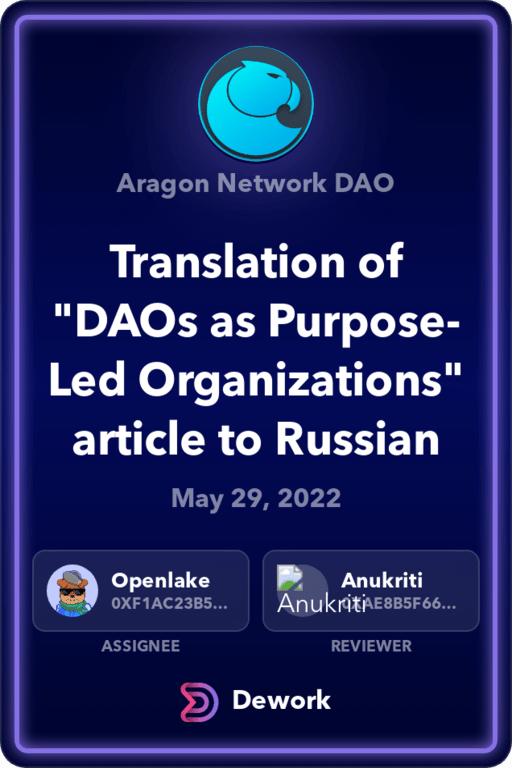 Aragon Network DAO
Translation of
"DAOs as Purpose-
Led Organizations"
article to Russian
May 29, 2022
Openlake
0XF1AC23B5...
ASSIGNEE
Anukriti
Anukriti
AE8B5F66...
REVIEWER
Dework